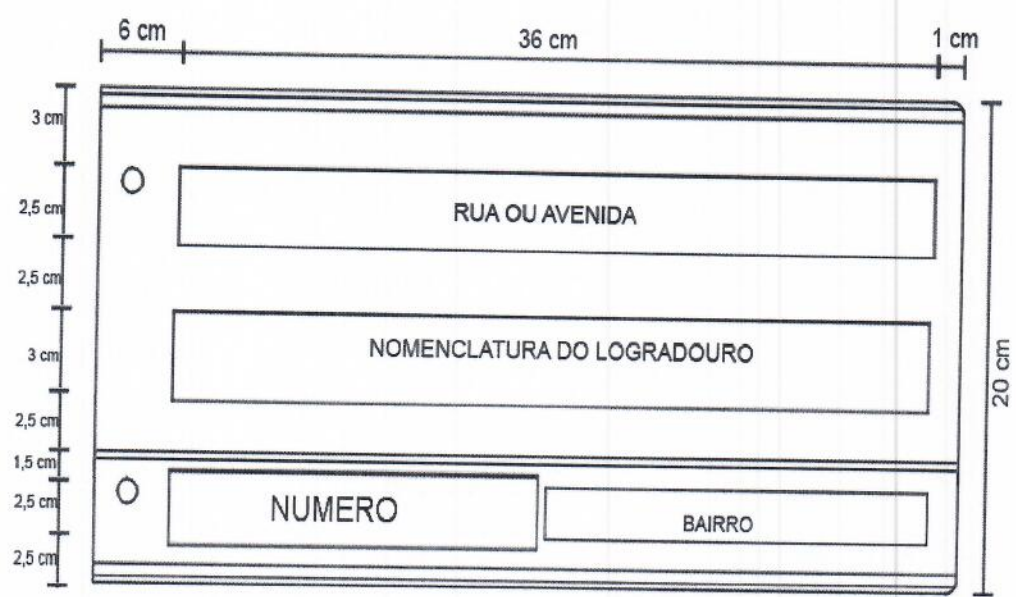 6 cm 36 cm 1 cm
3 cm
2,5 cm
RUA OU AVENIDA
2,5 cm
3 cm
NOMENCLATURA DO LOGRADOURO
20 cm
2,5 cm
1,5 cm
2,5 cm
NUMERO
BAIRRO
2,5 cm